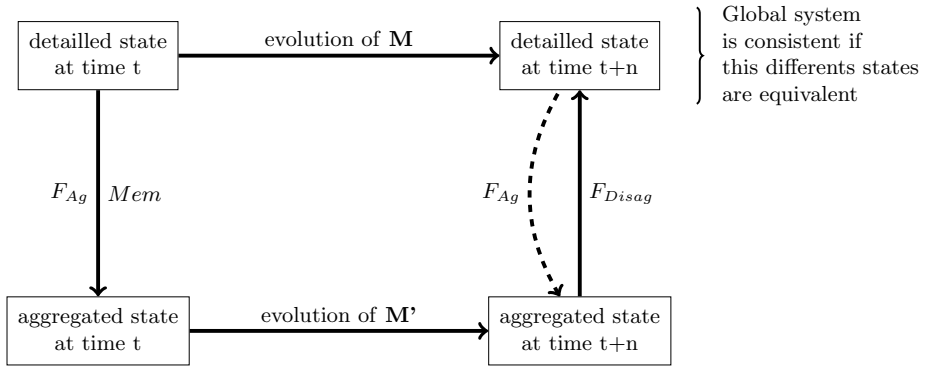 detailled state
at time t
evolution of M
detailled state
at time t+n
Global system
is consistent if
this differents states
are equivalent
F_Ag
Mem
F_Ag
F_Disag
aggregated state
at time t
evolution of M'
aggregated state
at time t+n